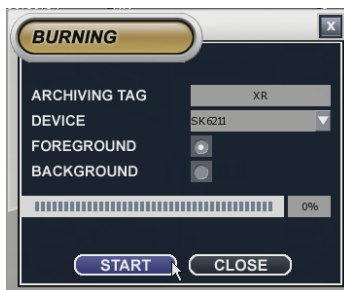 BURNING
X
ARCHIVING TAG XR
DEVICE SK6211
FOREGROUND
BACKGROUND
0%
START CLOSE